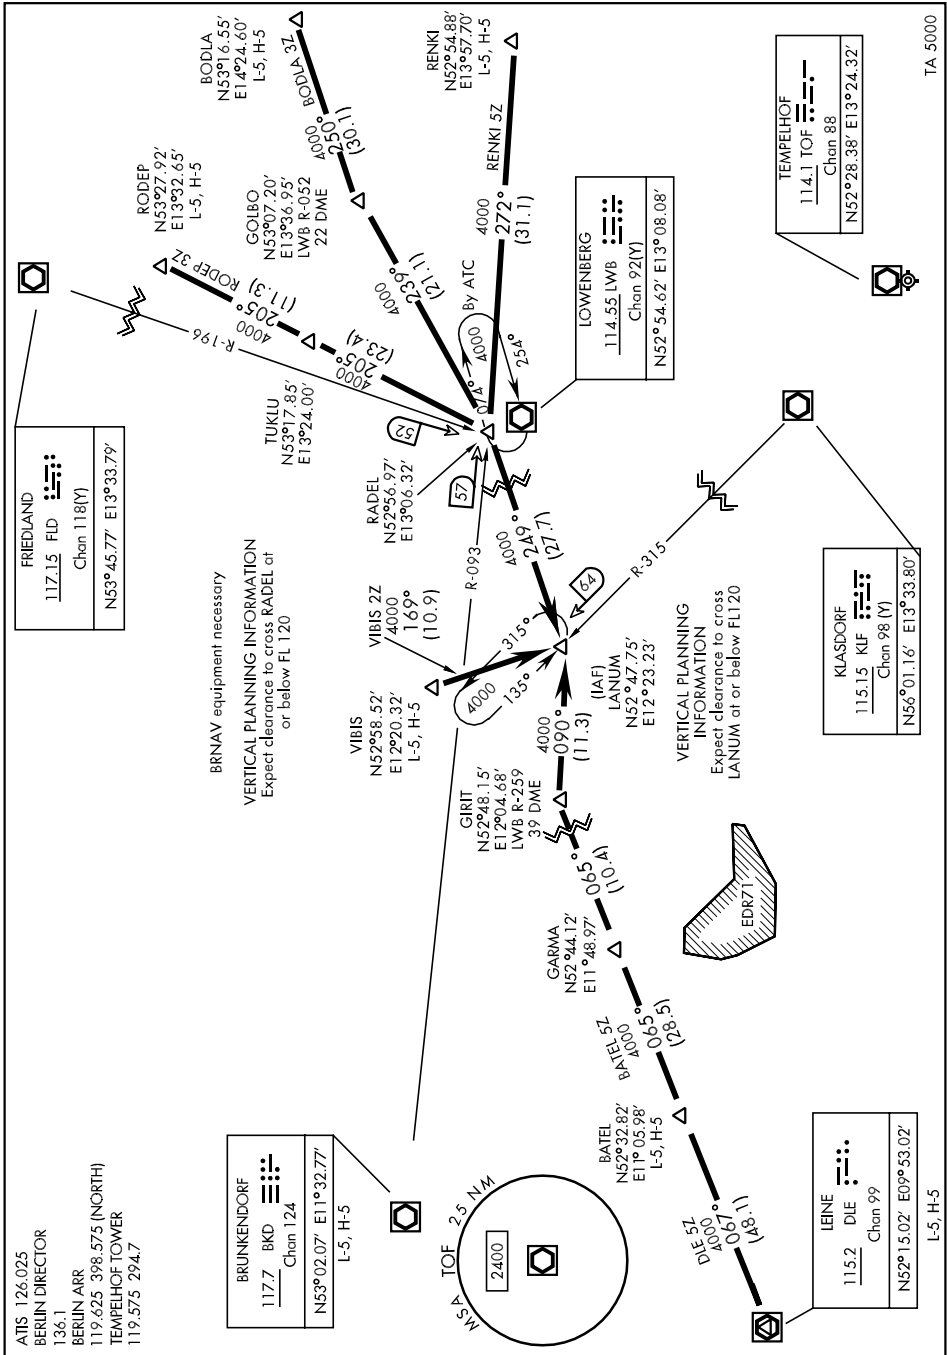 ATIS 126.025
BERLIN DIRECTOR
136.1
BERLIN ARR
119.625 398.575 (NORTH)
TEMPELHOF TOWER
119.575 294.7
BRUNKENDORF
117.7 BKD
Chan 124
N53°02.07' E11°32.77'
L-5, H-5
MSA TOF 25 NM
2400
LEINE
115.2 DLE
Chan 99
N52°15.02' E09°53.02'
L-5, H-5
DLE 5Z
4000
067°
(48.1)
BATEL
N52°32.82'
E11°05.98'
L-5, H-5
BATEL 5Z
4000
065°
(28.5)
GARMA
N52°44.12'
E11°48.97'
065°
(10.4)
EDR71
GIRIT
N52°48.15'
E12°04.68'
LWB R-259
39 DME
4000
090°
(11.3)
BRNAV equipment necessary
VERTICAL PLANNING INFORMATION
Expect clearance to cross RADEL at
or below FL 120
VIBIS
N52°58.52'
E12°20.32'
L-5, H-5
VIBIS 2Z
4000
169°
(10.9)
4000
315°
135°
R-093
57
(IAF)
LANUM
N52°47.75'
E12°23.23'
VERTICAL PLANNING
INFORMATION
Expect clearance to cross
LANUM at or below FL120
64
R-315
4000
249°
(27.7)
KLASDORF
115.15 KLF
Chan 98 (Y)
N56°01.16' E13°33.80'
FRIEDLAND
117.15 FLD
Chan 118(Y)
N53°45.77' E13°33.79'
R-196
52
RADEL
N52°56.97'
E13°06.32'
TUKLU
N53°17.85'
E13°24.00'
4000
205°
(23.4)
RODEP 3Z
4000
205°
(11.3)
RODEP
N53°27.92'
E13°32.65'
L-5, H-5
GOLBO
N53°07.20'
E13°36.95'
LWB R-052
22 DME
4000
239°
(21.1)
BODLA 3Z
4000
250°
(30.1)
BODLA
N53°16.55'
E14°24.60'
L-5, H-5
By ATC
4000
4000
074°
254°
RENKI 5Z
4000
272°
(31.1)
RENKI
N52°54.88'
E13°57.70'
L-5, H-5
LOWENBERG
114.55 LWB
Chan 92(Y)
N52°54.62' E13°08.08'
TEMPELHOF
114.1 TOF
Chan 88
N52°28.38' E13°24.32'
TA 5000